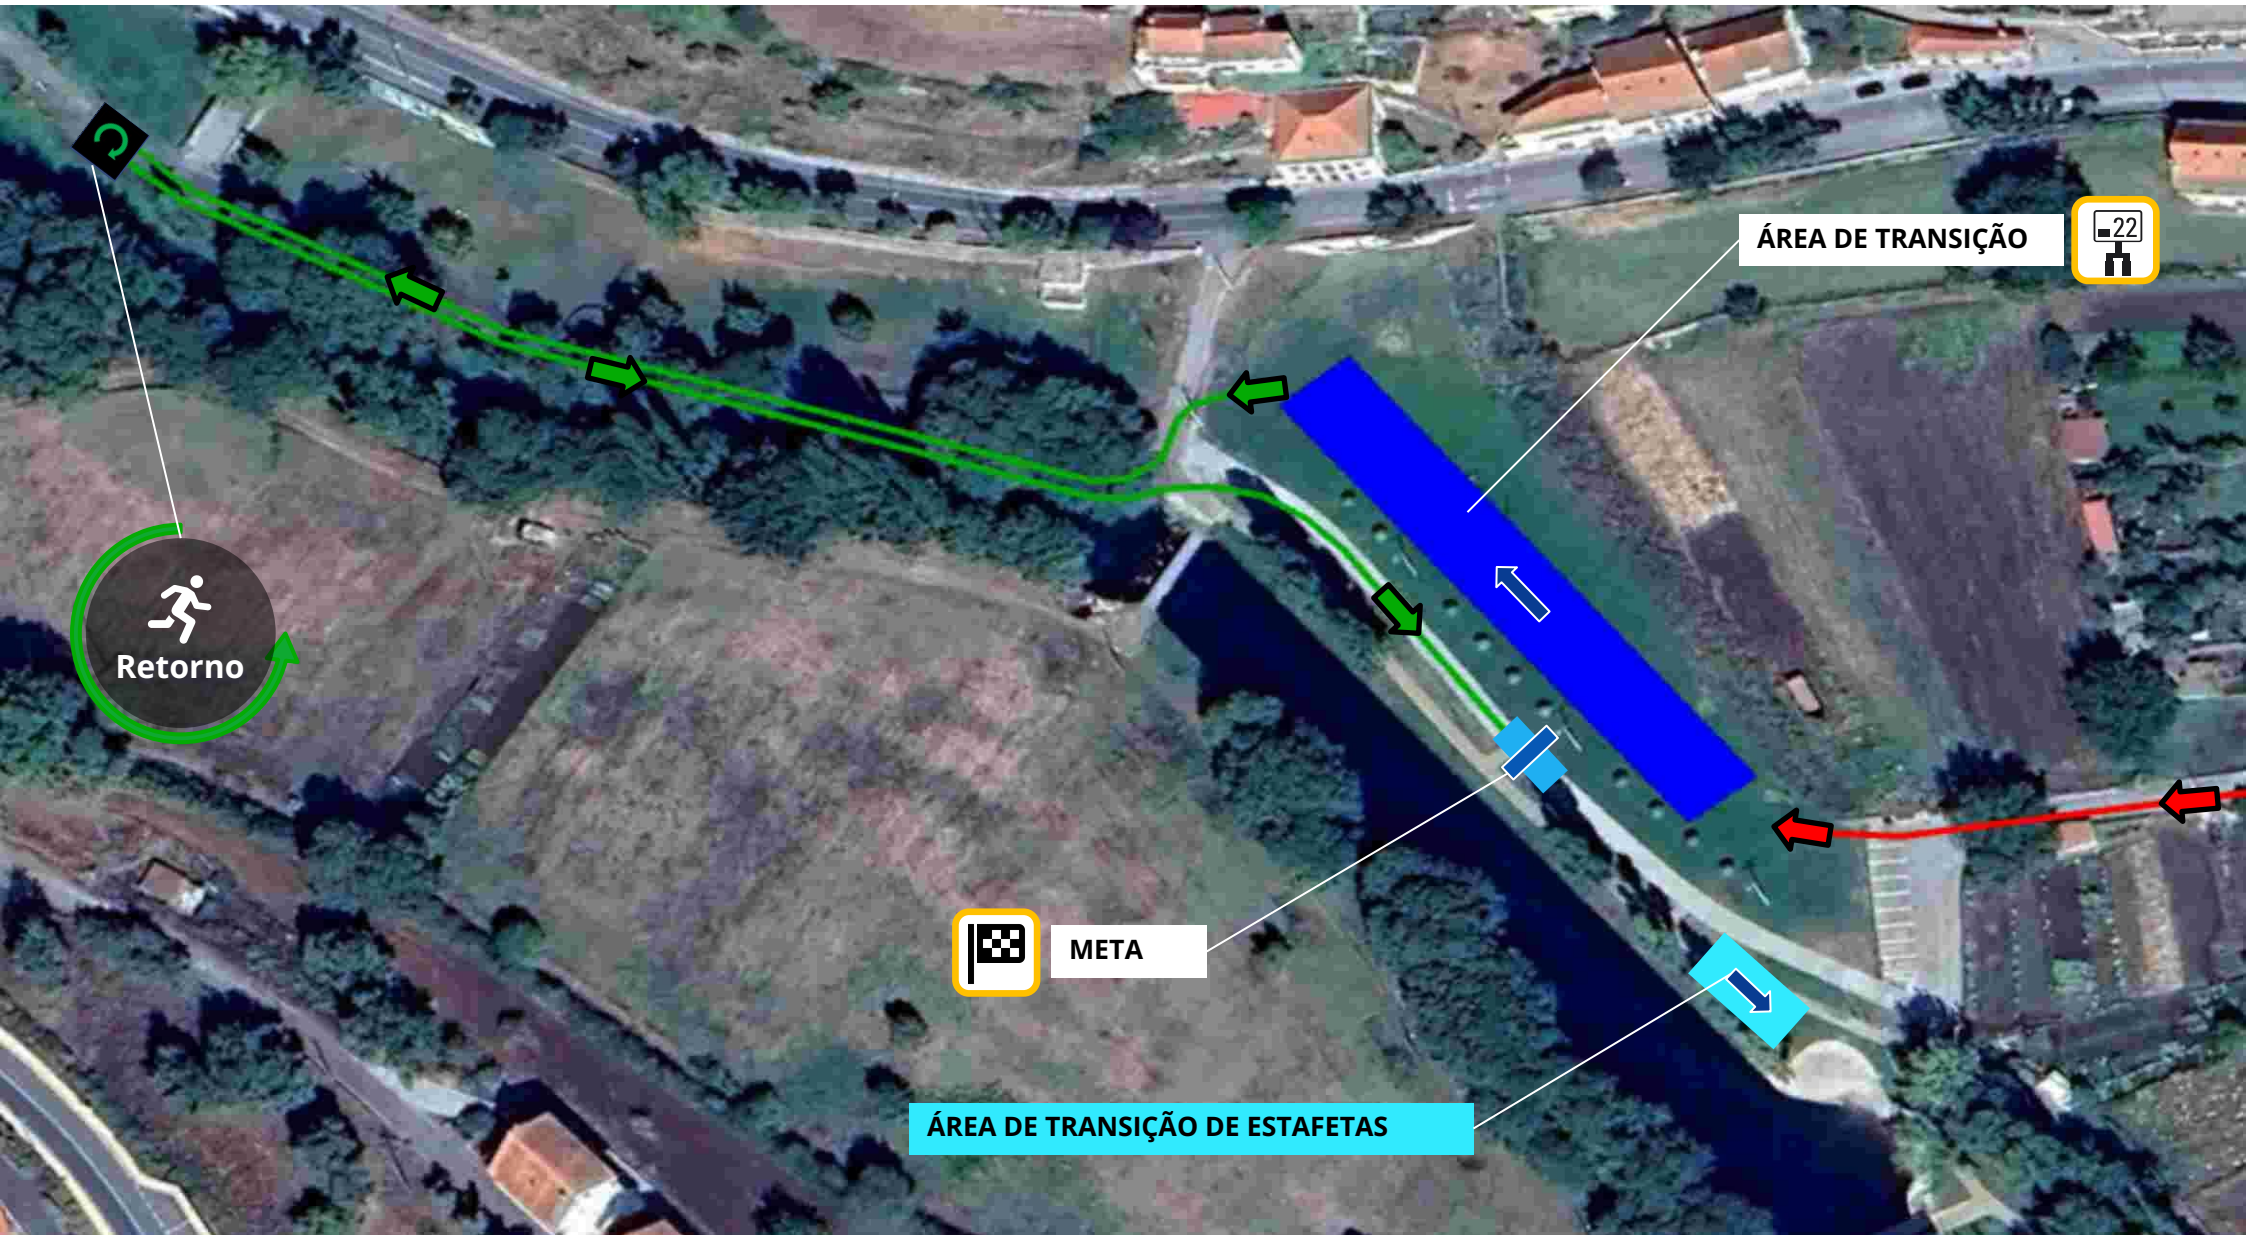 ÁREA DE TRANSIÇÃO
22
Retorno
META
ÁREA DE TRANSIÇÃO DE ESTAFETAS